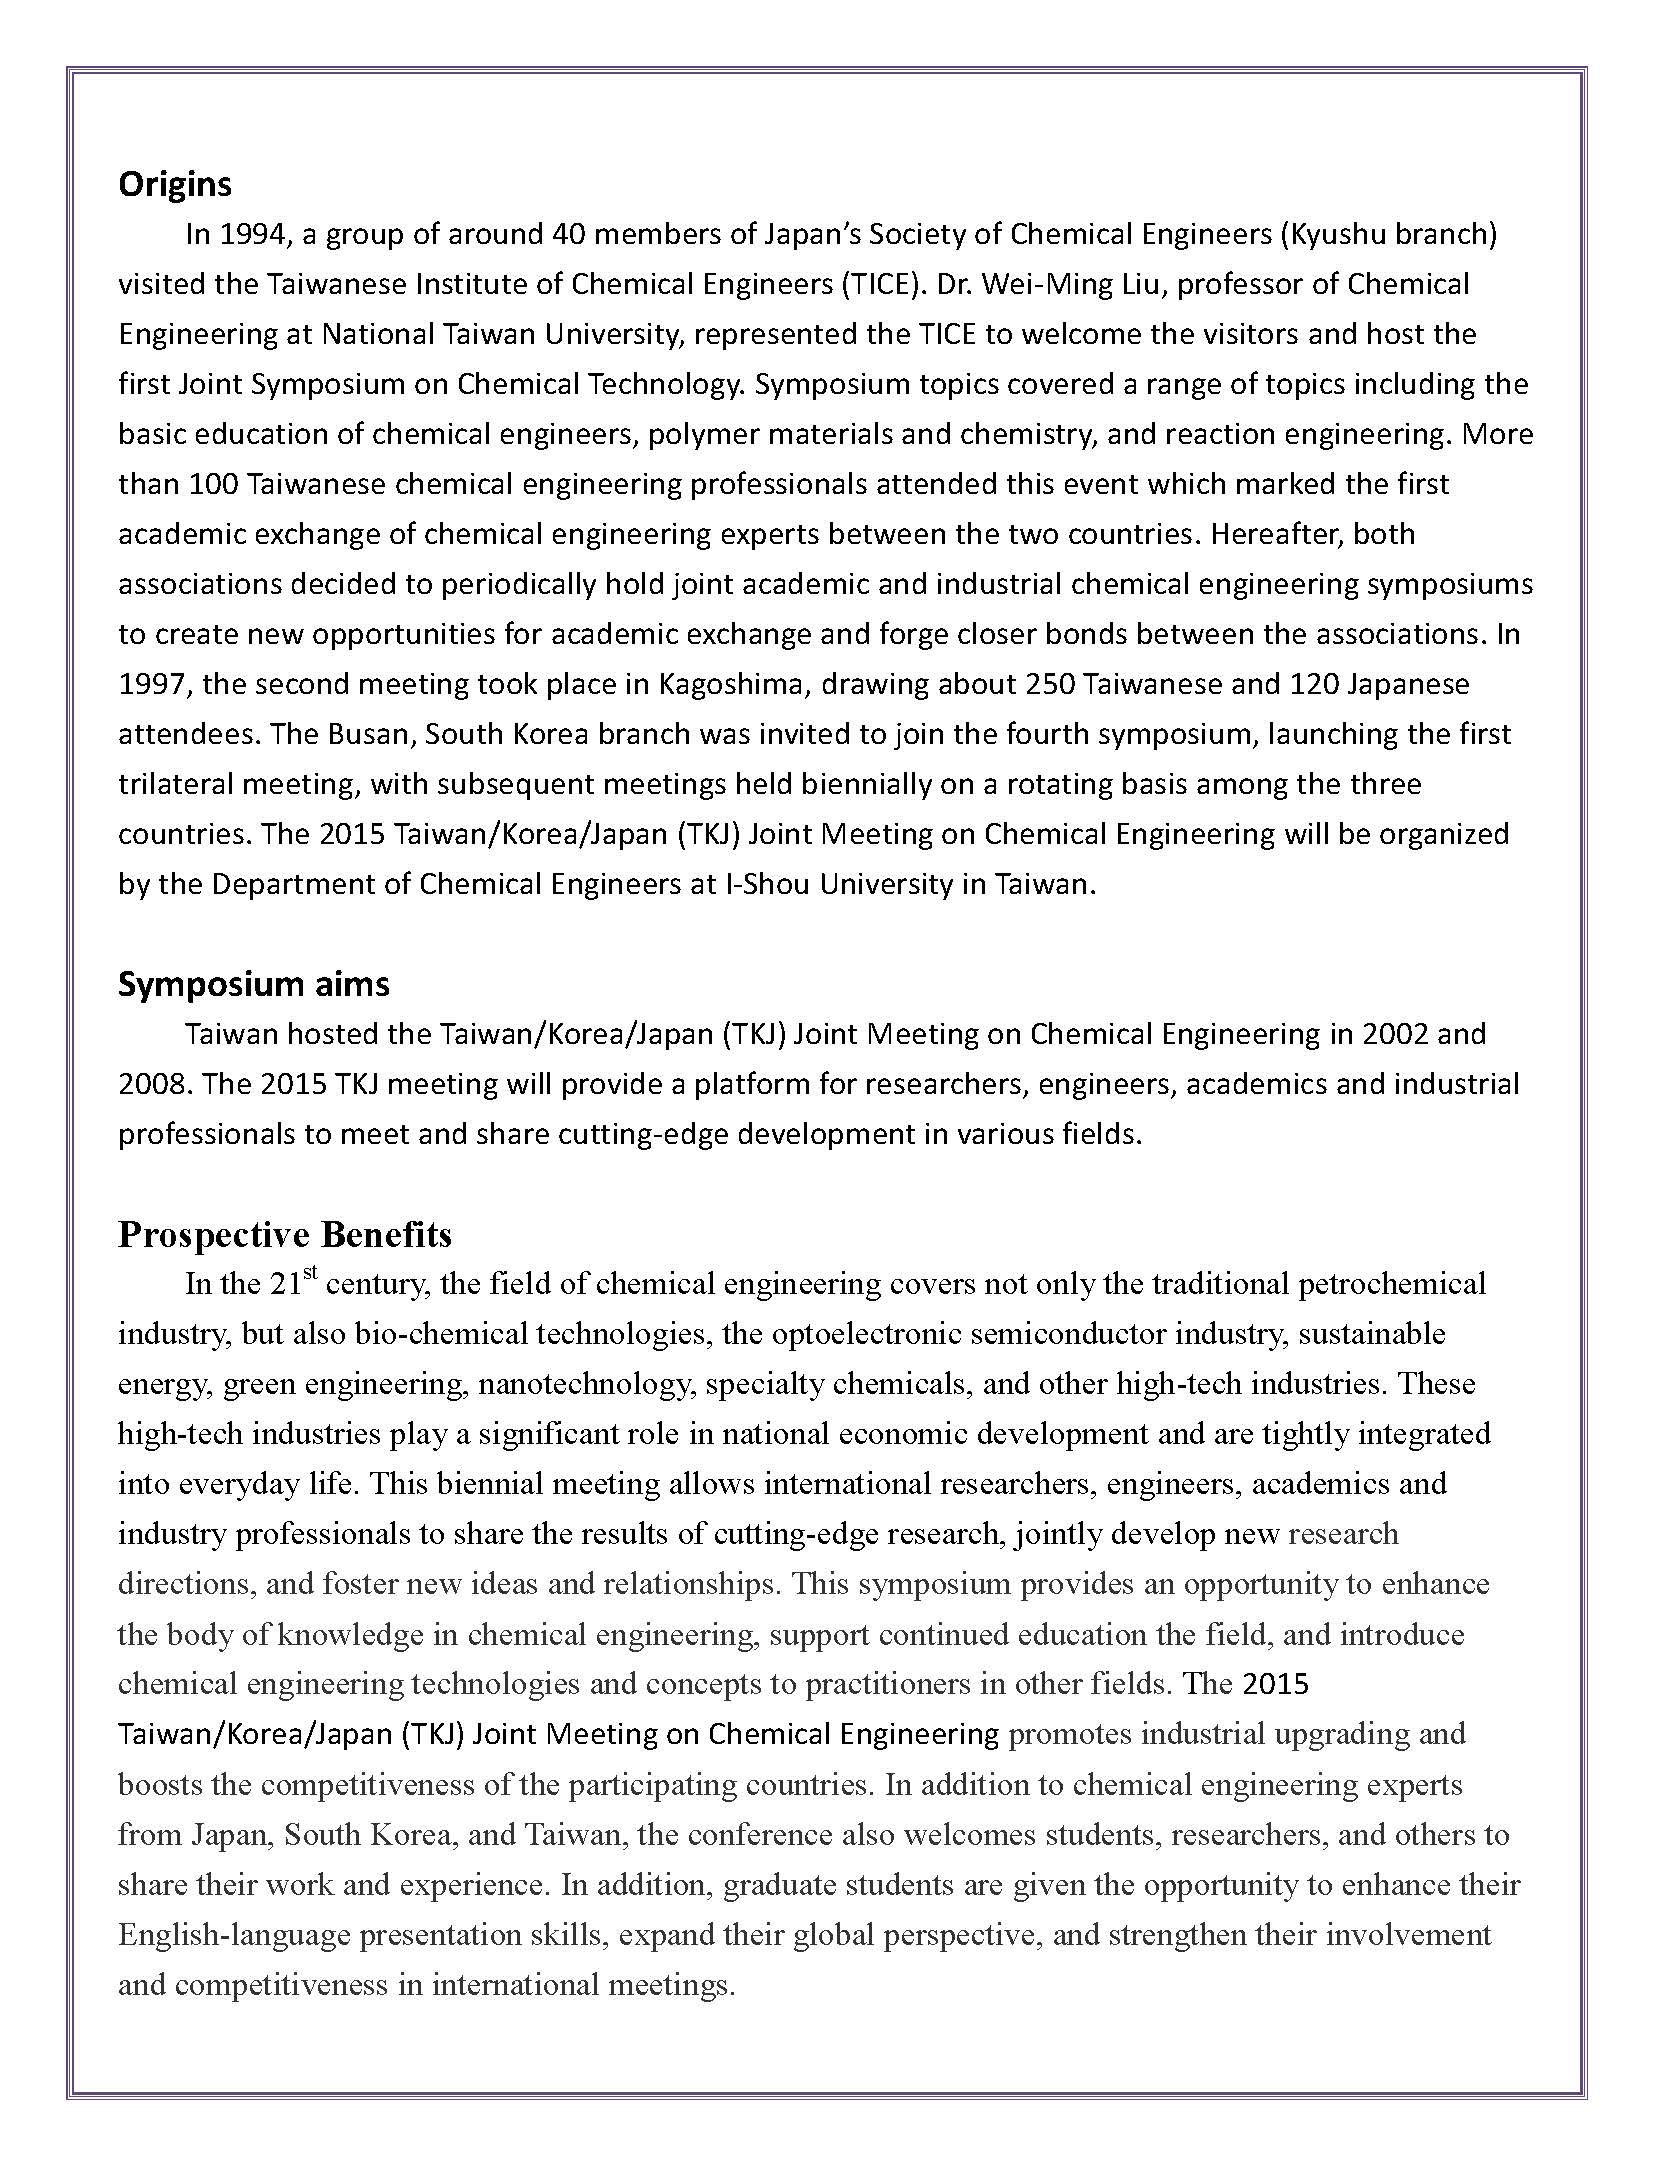 Origins
In 1994, a group of around 40 members of Japan’s Society of Chemical Engineers (Kyushu branch)
visited the Taiwanese Institute of Chemical Engineers (TICE). Dr. Wei-Ming Liu, professor of Chemical
Engineering at National Taiwan University, represented the TICE to welcome the visitors and host the
first Joint Symposium on Chemical Technology. Symposium topics covered a range of topics including the
basic education of chemical engineers, polymer materials and chemistry, and reaction engineering. More
than 100 Taiwanese chemical engineering professionals attended this event which marked the first
academic exchange of chemical engineering experts between the two countries. Hereafter, both
associations decided to periodically hold joint academic and industrial chemical engineering symposiums
to create new opportunities for academic exchange and forge closer bonds between the associations. In
1997, the second meeting took place in Kagoshima, drawing about 250 Taiwanese and 120 Japanese
attendees. The Busan, South Korea branch was invited to join the fourth symposium, launching the first
trilateral meeting, with subsequent meetings held biennially on a rotating basis among the three
countries. The 2015 Taiwan/Korea/Japan (TKJ) Joint Meeting on Chemical Engineering will be organized
by the Department of Chemical Engineers at I-Shou University in Taiwan.
Symposium aims
Taiwan hosted the Taiwan/Korea/Japan (TKJ) Joint Meeting on Chemical Engineering in 2002 and
2008. The 2015 TKJ meeting will provide a platform for researchers, engineers, academics and industrial
professionals to meet and share cutting-edge development in various fields.
Prospective Benefits
In the 21st century, the field of chemical engineering covers not only the traditional petrochemical
industry, but also bio-chemical technologies, the optoelectronic semiconductor industry, sustainable
energy, green engineering, nanotechnology, specialty chemicals, and other high-tech industries. These
high-tech industries play a significant role in national economic development and are tightly integrated
into everyday life. This biennial meeting allows international researchers, engineers, academics and
industry professionals to share the results of cutting-edge research, jointly develop new research
directions, and foster new ideas and relationships. This symposium provides an opportunity to enhance
the body of knowledge in chemical engineering, support continued education the field, and introduce
chemical engineering technologies and concepts to practitioners in other fields. The 2015
Taiwan/Korea/Japan (TKJ) Joint Meeting on Chemical Engineering promotes industrial upgrading and
boosts the competitiveness of the participating countries. In addition to chemical engineering experts
from Japan, South Korea, and Taiwan, the conference also welcomes students, researchers, and others to
share their work and experience. In addition, graduate students are given the opportunity to enhance their
English-language presentation skills, expand their global perspective, and strengthen their involvement
and competitiveness in international meetings.